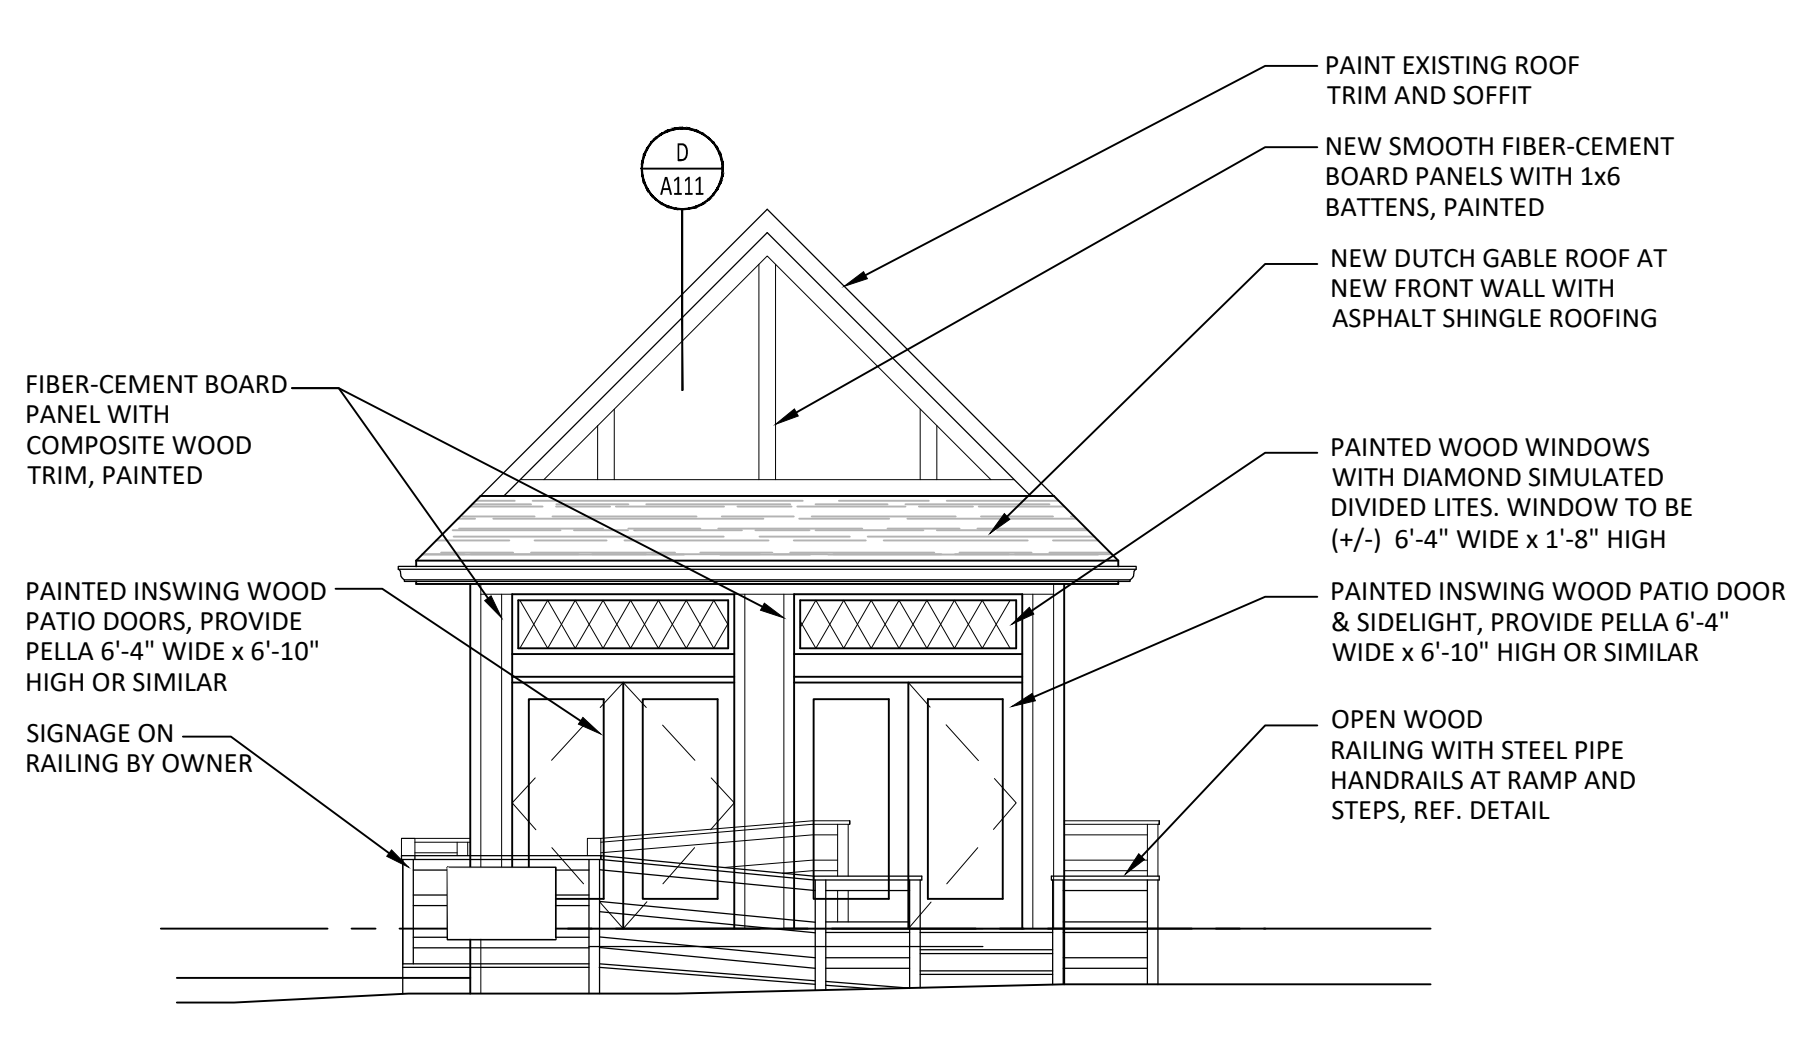 PAINT EXISTING ROOF
TRIM AND SOFFIT
NEW SMOOTH FIBER-CEMENT
BOARD PANELS WITH 1x6
BATTENS, PAINTED
NEW DUTCH GABLE ROOF AT
NEW FRONT WALL WITH
ASPHALT SHINGLE ROOFING
PAINTED WOOD WINDOWS
WITH DIAMOND SIMULATED
DIVIDED LITES. WINDOW TO BE
(+/-) 6'-4" WIDE x 1'-8" HIGH
PAINTED INSWING WOOD PATIO DOOR
& SIDELIGHT, PROVIDE PELLA 6'-4"
WIDE x 6'-10" HIGH OR SIMILAR
OPEN WOOD
RAILING WITH STEEL PIPE
HANDRAILS AT RAMP AND
STEPS, REF. DETAIL
D
A111
FIBER-CEMENT BOARD
PANEL WITH
COMPOSITE WOOD
TRIM, PAINTED
PAINTED INSWING WOOD
PATIO DOORS, PROVIDE
PELLA 6'-4" WIDE x 6'-10"
HIGH OR SIMILAR
SIGNAGE ON
RAILING BY OWNER